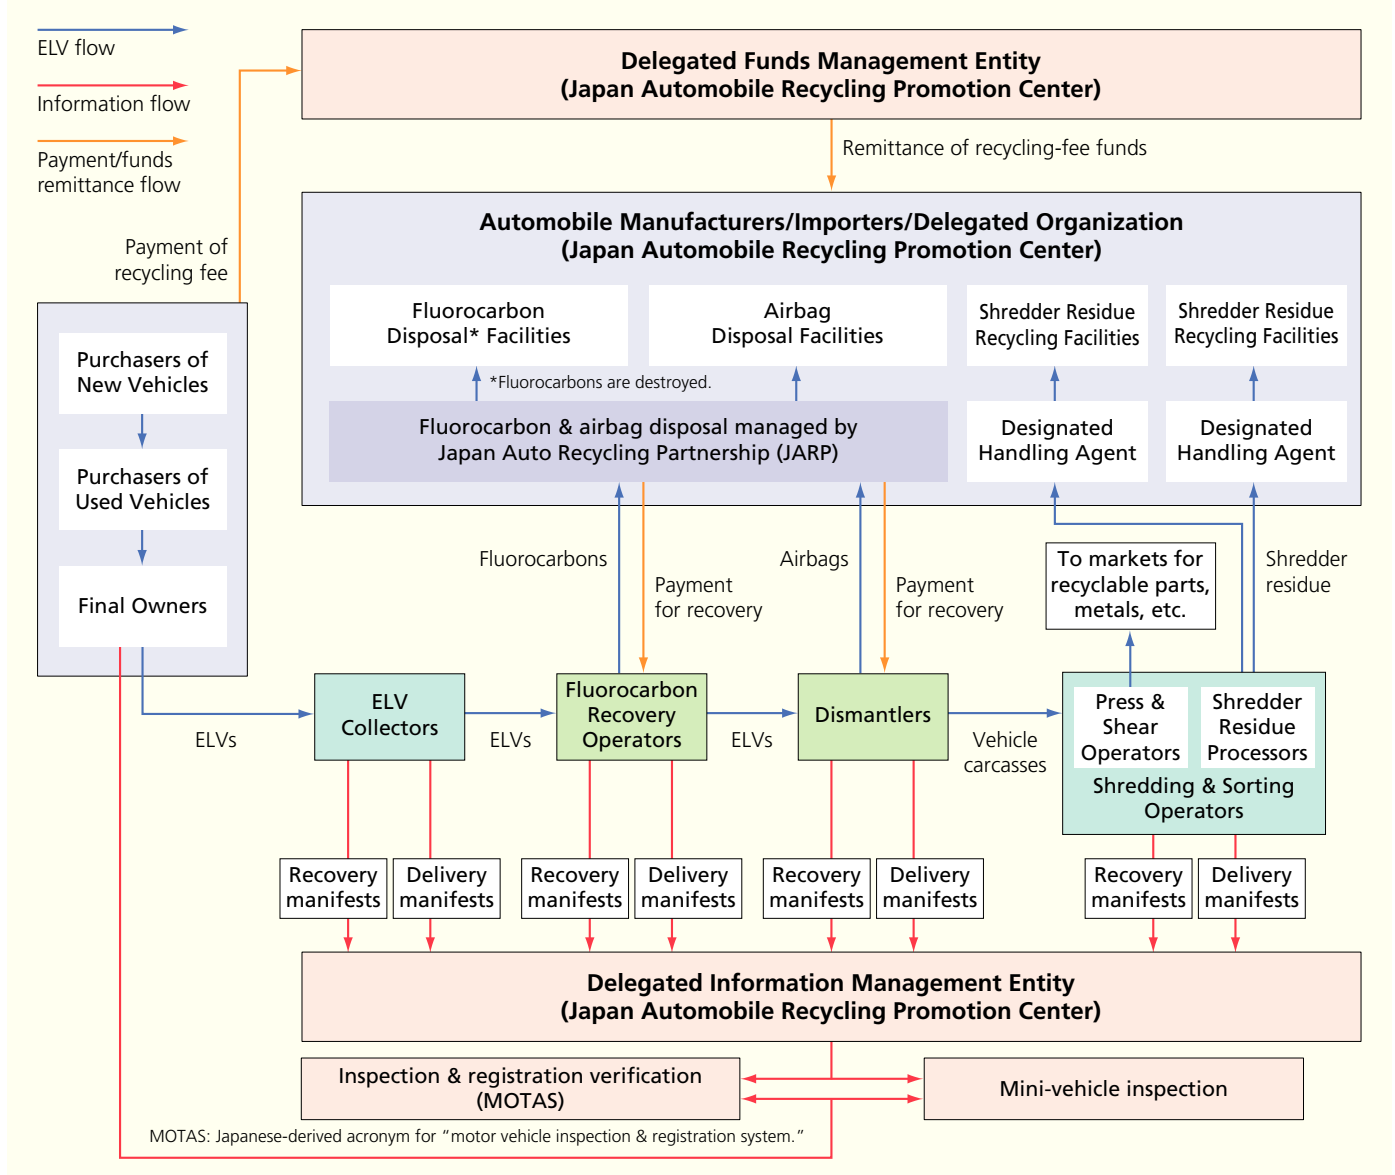 ELV flow
Information flow
Payment/funds
remittance flow
Delegated Funds Management Entity
(Japan Automobile Recycling Promotion Center)
Remittance of recycling-fee funds
Payment of
recycling fee
Automobile Manufacturers/Importers/Delegated Organization
(Japan Automobile Recycling Promotion Center)
Fluorocarbon
Disposal* Facilities
Airbag
Disposal Facilities
Shredder Residue
Recycling Facilities
Shredder Residue
Recycling Facilities
*Fluorocarbons are destroyed.
Fluorocarbon & airbag disposal managed by
Japan Auto Recycling Partnership (JARP)
Designated
Handling Agent
Designated
Handling Agent
Purchasers of
New Vehicles
Purchasers of
Used Vehicles
Final Owners
Fluorocarbons
Payment
for recovery
Airbags
Payment
for recovery
To markets for
recyclable parts,
metals, etc.
Shredder
residue
ELVs
ELV
Collectors
ELVs
Fluorocarbon
Recovery
Operators
ELVs
Dismantlers
Vehicle
carcasses
Press &
Shear
Operators
Shredder
Residue
Processors
Shredding & Sorting
Operators
Recovery
manifests
Delivery
manifests
Recovery
manifests
Delivery
manifests
Recovery
manifests
Delivery
manifests
Recovery
manifests
Delivery
manifests
Delegated Information Management Entity
(Japan Automobile Recycling Promotion Center)
Inspection & registration verification
(MOTAS)
Mini-vehicle inspection
MOTAS: Japanese-derived acronym for “motor vehicle inspection & registration system.”